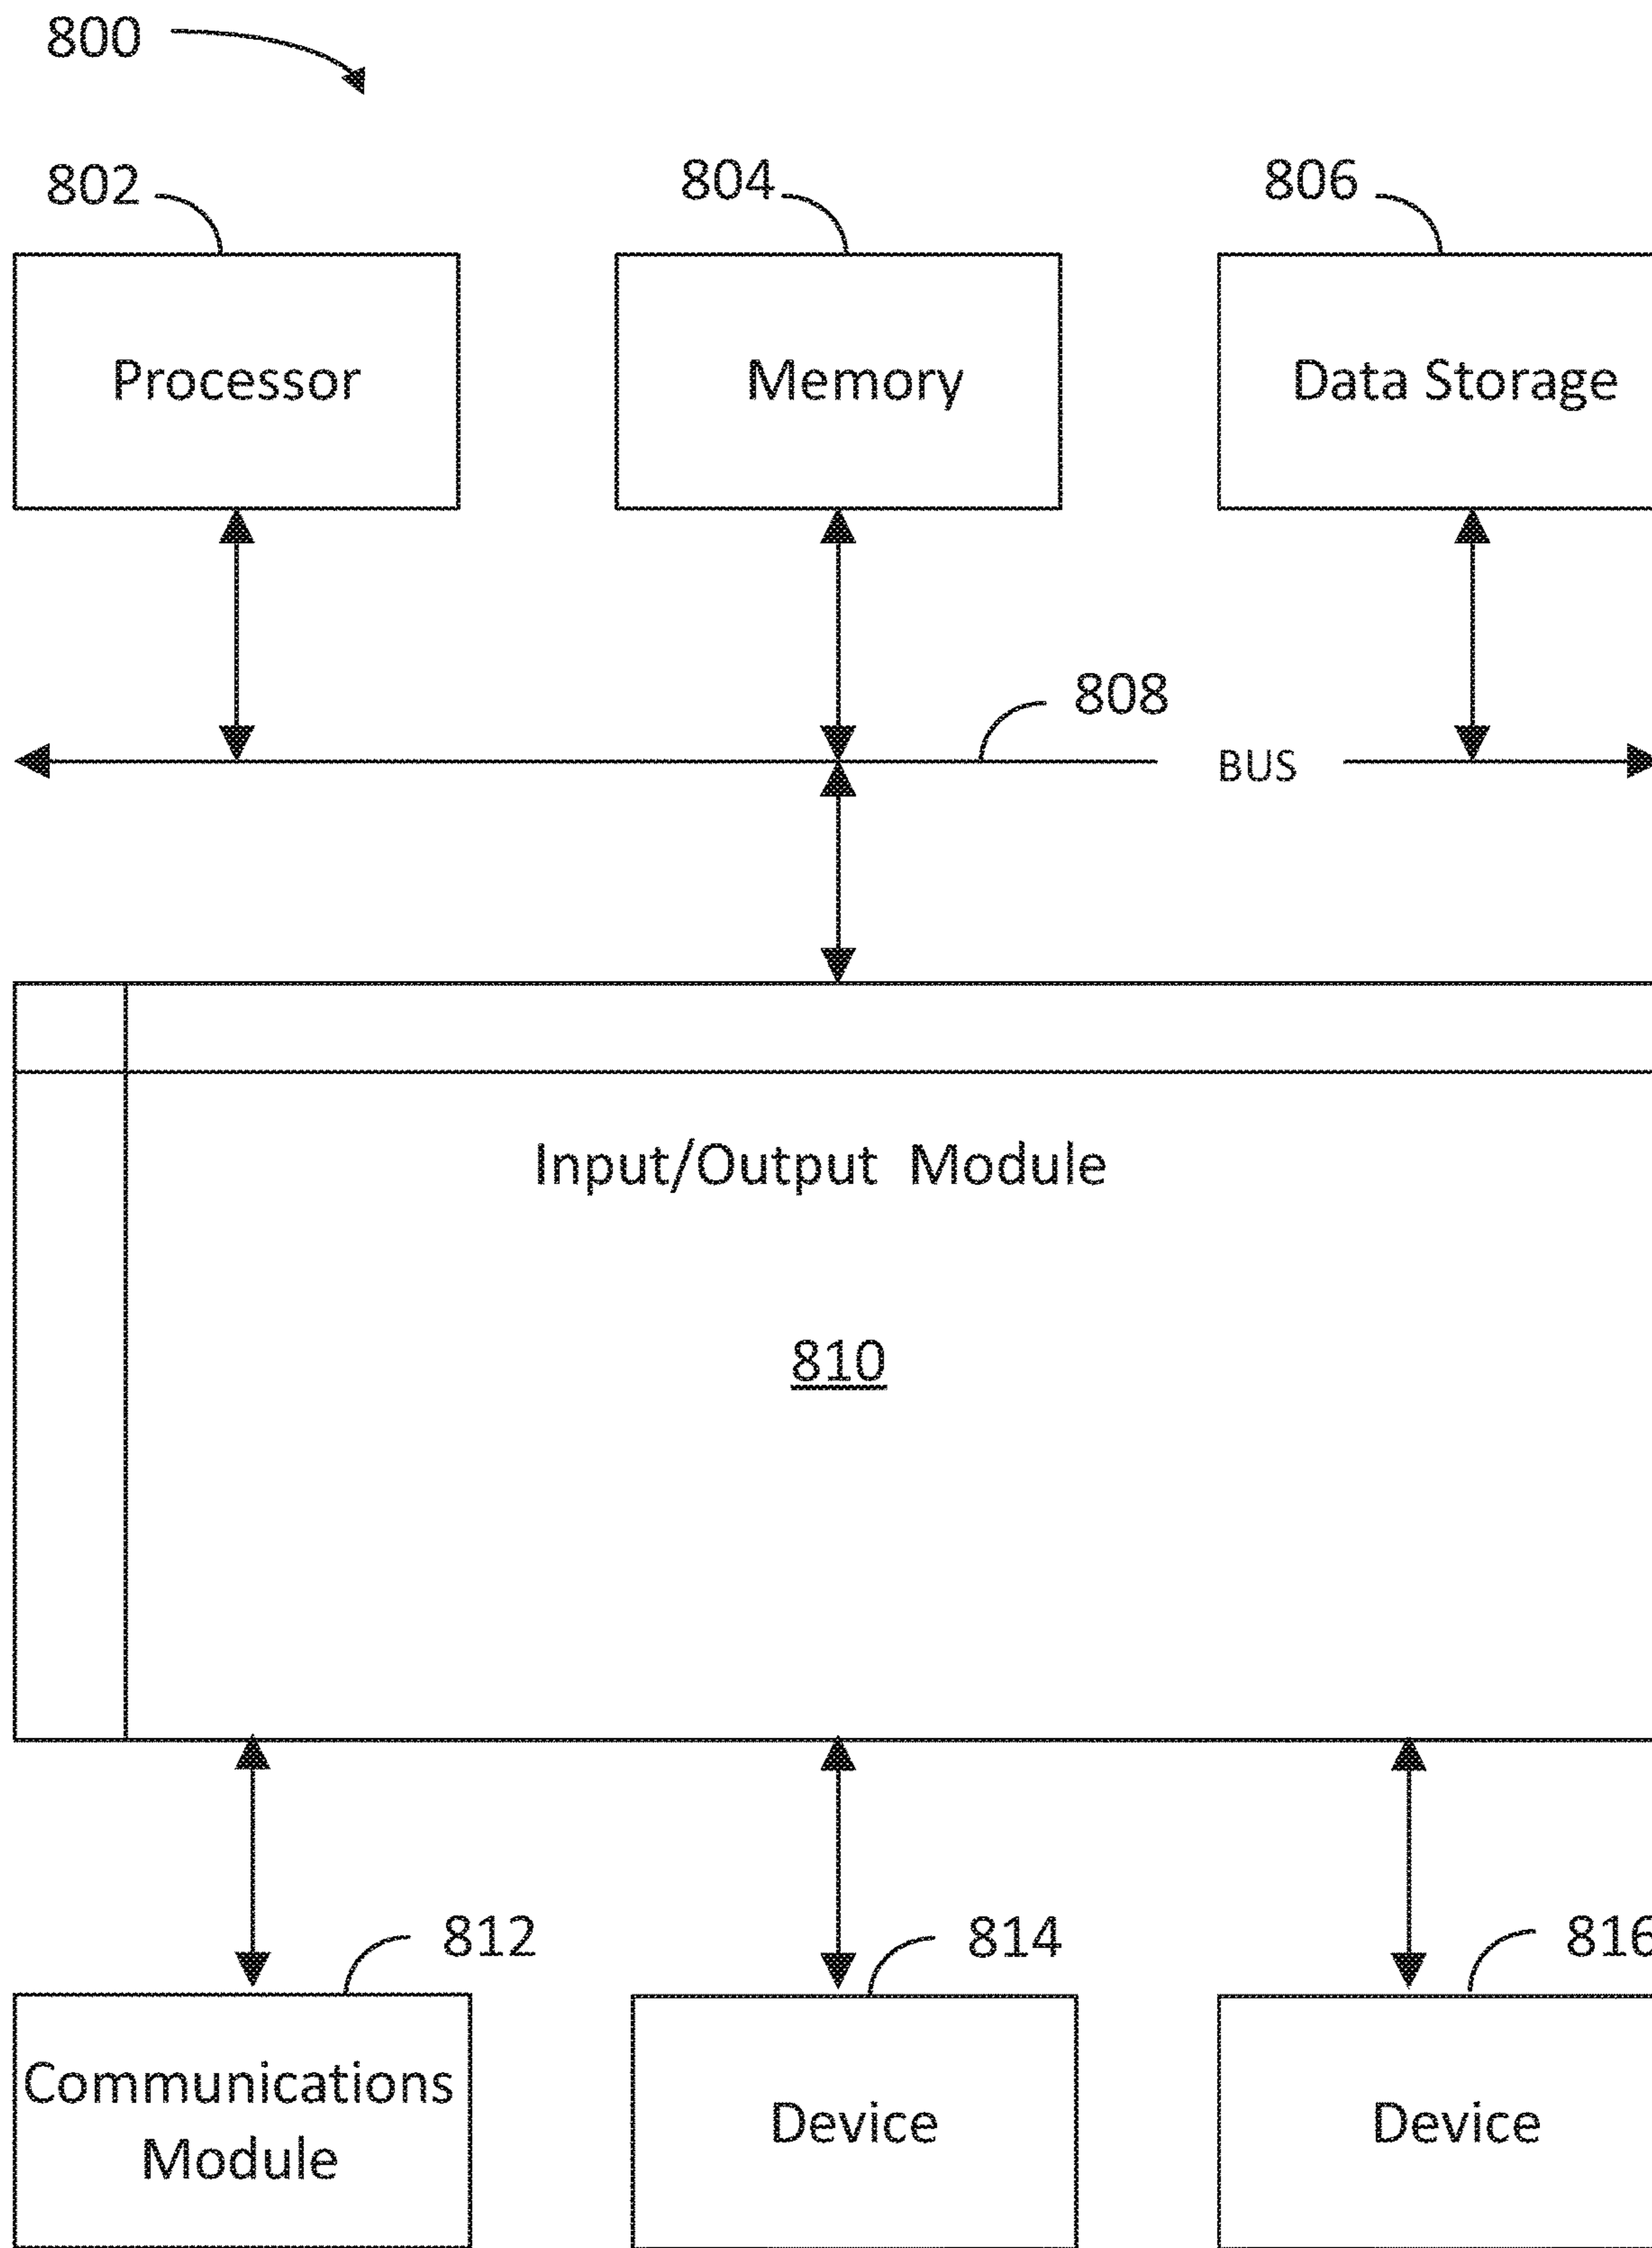 800
802
804
806
Processor
Memory
Data Storage
808
BUS
Input/Output Module
810
812
814
816
Communications
Module
Device
Device